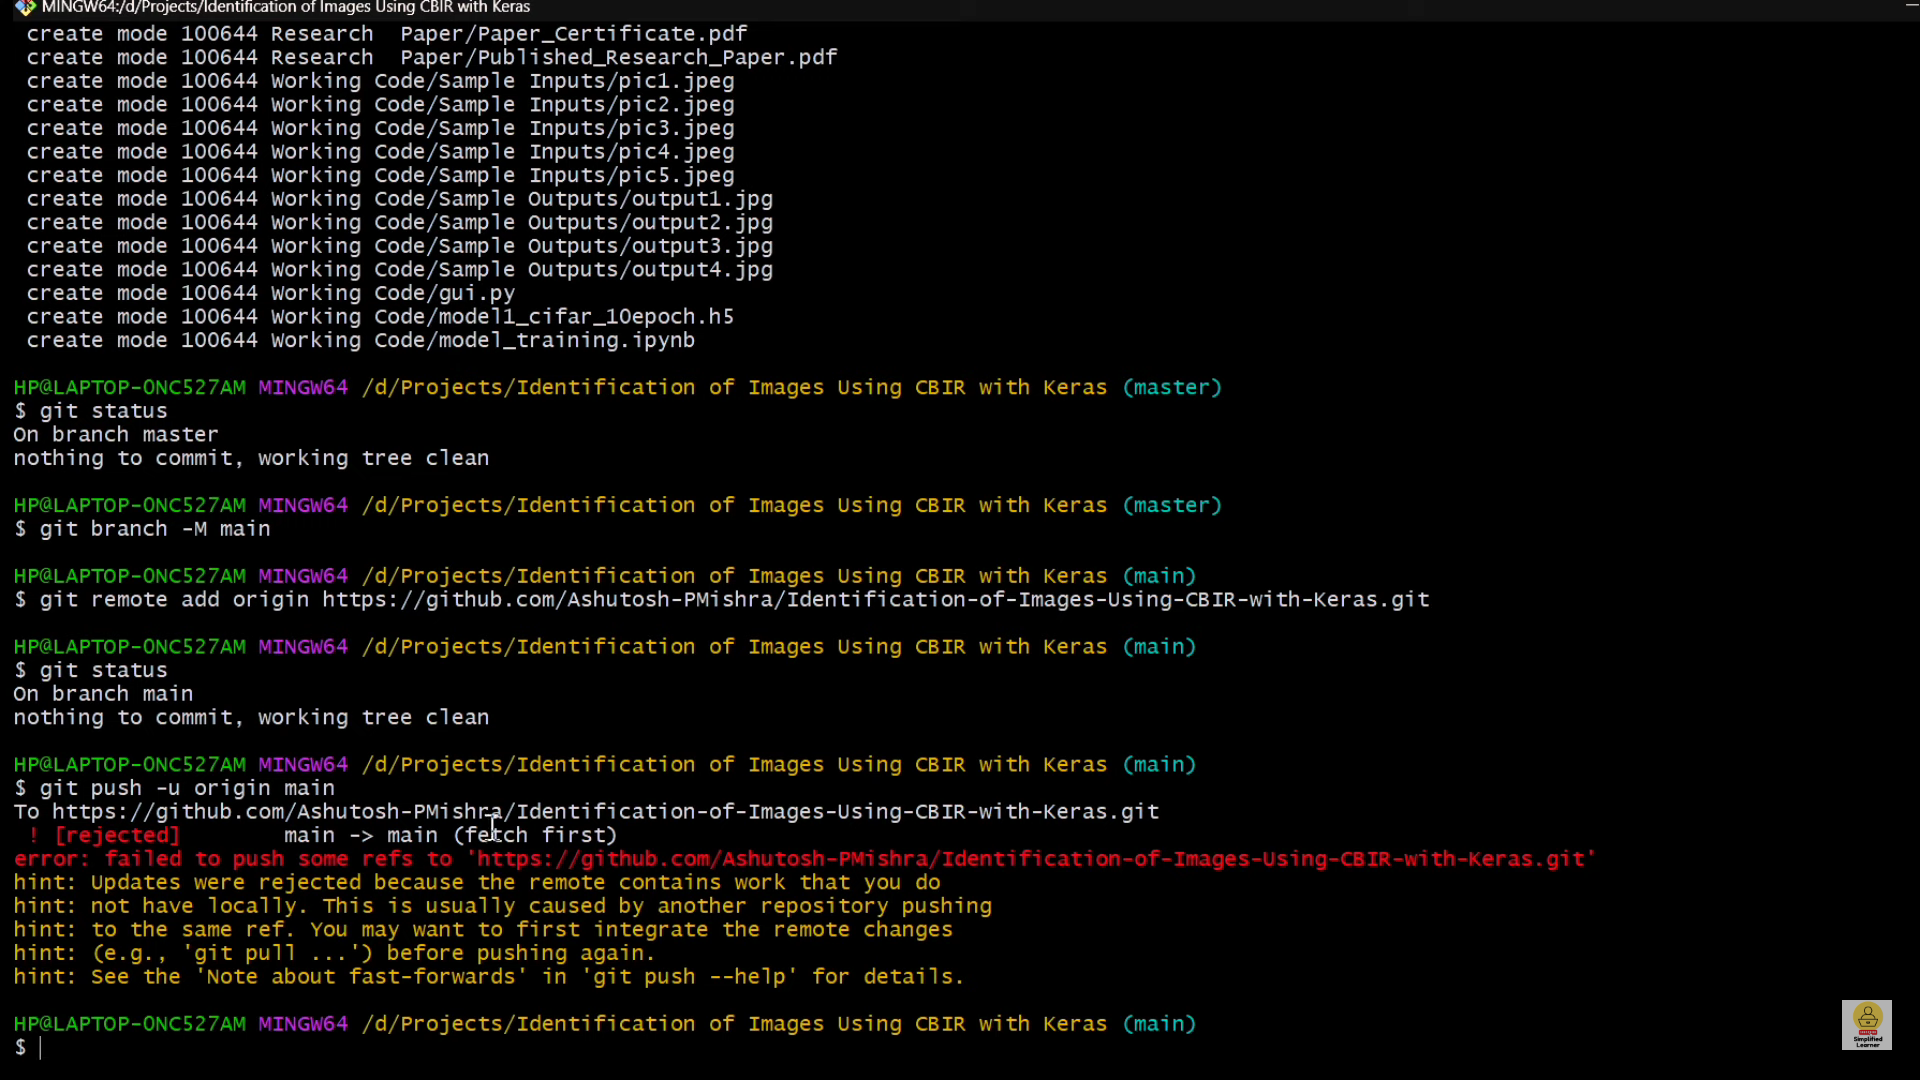 MINGW64:/d/Projects/Identification of Images Using CBIR with Keras
create mode 100644 Research  Paper/Paper_Certificate.pdf
create mode 100644 Research  Paper/Published_Research_Paper.pdf
create mode 100644 Working Code/Sample Inputs/pic1.jpeg
create mode 100644 Working Code/Sample Inputs/pic2.jpeg
create mode 100644 Working Code/Sample Inputs/pic3.jpeg
create mode 100644 Working Code/Sample Inputs/pic4.jpeg
create mode 100644 Working Code/Sample Inputs/pic5.jpeg
create mode 100644 Working Code/Sample Outputs/output1.jpg
create mode 100644 Working Code/Sample Outputs/output2.jpg
create mode 100644 Working Code/Sample Outputs/output3.jpg
create mode 100644 Working Code/Sample Outputs/output4.jpg
create mode 100644 Working Code/gui.py
create mode 100644 Working Code/model1_cifar_10epoch.h5
create mode 100644 Working Code/model_training.ipynb
HP@LAPTOP-0NC527AM MINGW64 /d/Projects/Identification of Images Using CBIR with Keras (master)
$ git status
On branch master
nothing to commit, working tree clean
HP@LAPTOP-0NC527AM MINGW64 /d/Projects/Identification of Images Using CBIR with Keras (master)
$ git branch -M main
HP@LAPTOP-0NC527AM MINGW64 /d/Projects/Identification of Images Using CBIR with Keras (main)
$ git remote add origin https://github.com/Ashutosh-PMishra/Identification-of-Images-Using-CBIR-with-Keras.git
HP@LAPTOP-0NC527AM MINGW64 /d/Projects/Identification of Images Using CBIR with Keras (main)
$ git status
On branch main
nothing to commit, working tree clean
HP@LAPTOP-0NC527AM MINGW64 /d/Projects/Identification of Images Using CBIR with Keras (main)
$ git push -u origin main
To https://github.com/Ashutosh-PMishra/Identification-of-Images-Using-CBIR-with-Keras.git
! [rejected]        main -> main (fetch first)
error: failed to push some refs to 'https://github.com/Ashutosh-PMishra/Identification-of-Images-Using-CBIR-with-Keras.git'
hint: Updates were rejected because the remote contains work that you do
hint: not have locally. This is usually caused by another repository pushing
hint: to the same ref. You may want to first integrate the remote changes
hint: (e.g., 'git pull ...') before pushing again.
hint: See the 'Note about fast-forwards' in 'git push --help' for details.
HP@LAPTOP-0NC527AM MINGW64 /d/Projects/Identification of Images Using CBIR with Keras (main)
$
Simplified
Learner